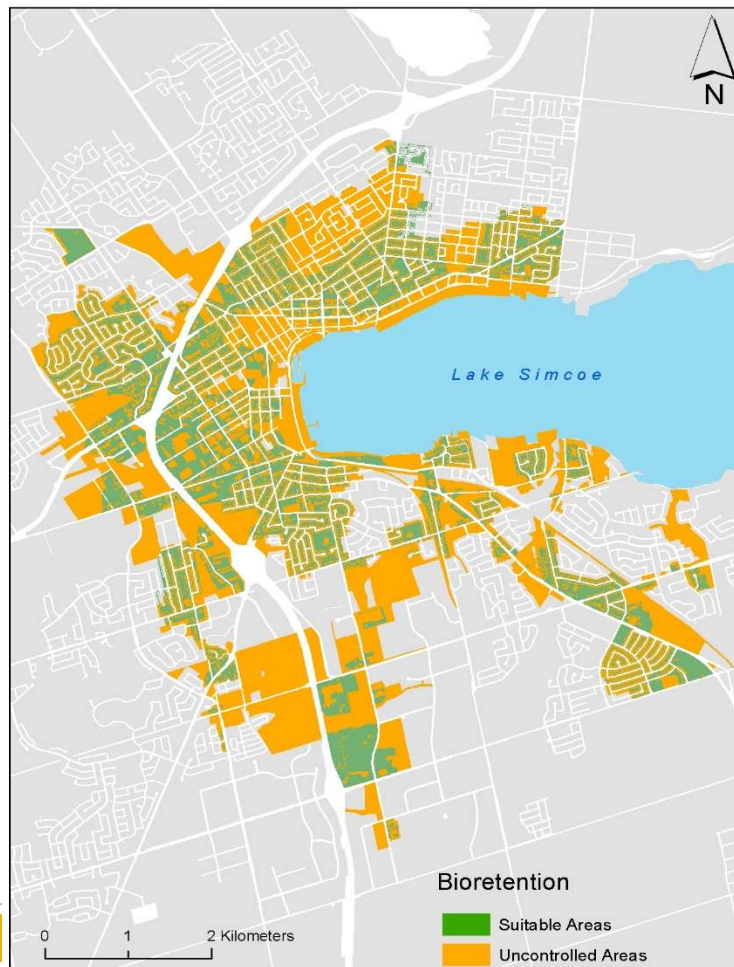 N
Lake Simcoe
Bioretention
Suitable Areas
Uncontrolled Areas
0 1 2 Kilometers